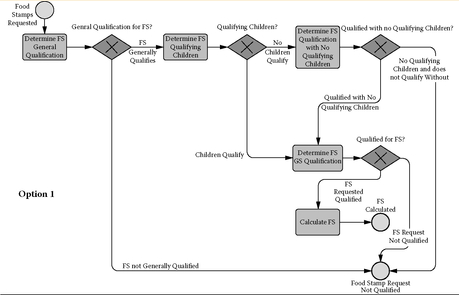 Food
Stamps
Requested
Genral Qualification for FS?
Qualifying Children?
Qualified with no Qualifying Children?
Determine FS
General
Qualification
FS
Generally
Qualifies
Determine FS
Qualifying
Children
No
Children
Qualify
Determine FS
Qualification
with No
Qualifying
Children
No Qualifying
Children and does
not Qualify Without
Qualified with No
Qualifying Children
Children Qualify
Determine FS
GS Qualification
Qualified for FS?
Option 1
FS
Requested
Qualified
FS
Calculated
Calculate FS
FS Request
Not Qualified
FS not Generally Qualified
Food Stamp Request
Not Qualified